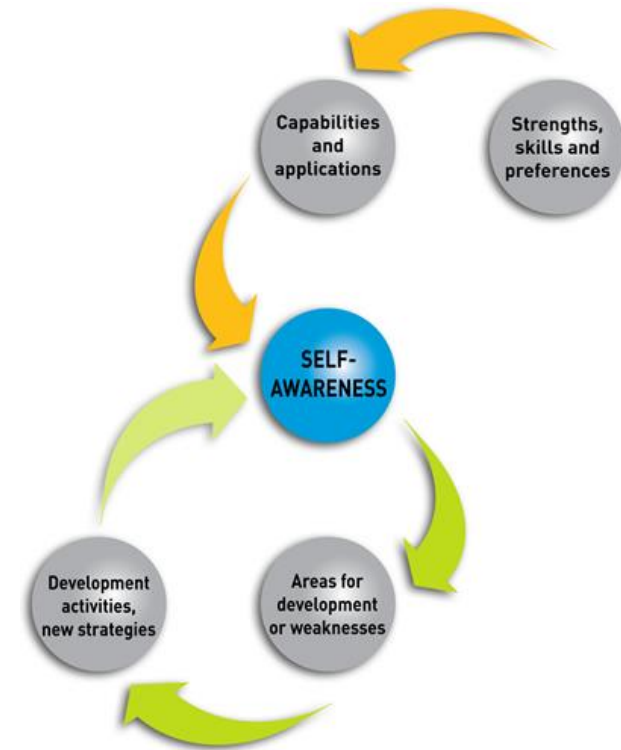 Capabilities
and
applications
Strengths,
skills and
preferences
SELF-
AWARENESS
Development
activities,
new strategies
Areas for
development
or weaknesses